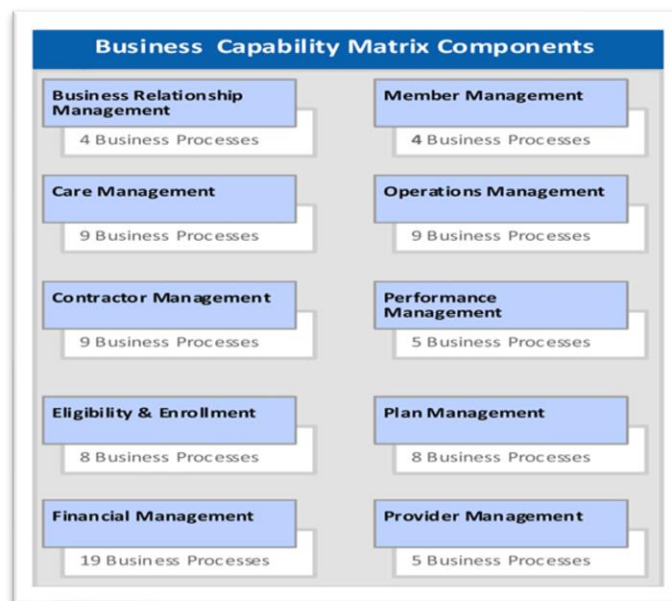 Business Capability Matrix Components
Business Relationship
Management
4 Business Processes
Member Management
4 Business Processes
Care Management
9 Business Processes
Operations Management
9 Business Processes
Contractor Management
9 Business Processes
Performance
Management
5 Business Processes
Eligibility & Enrollment
8 Business Processes
Plan Management
8 Business Processes
Financial Management
19 Business Processes
Provider Management
5 Business Processes